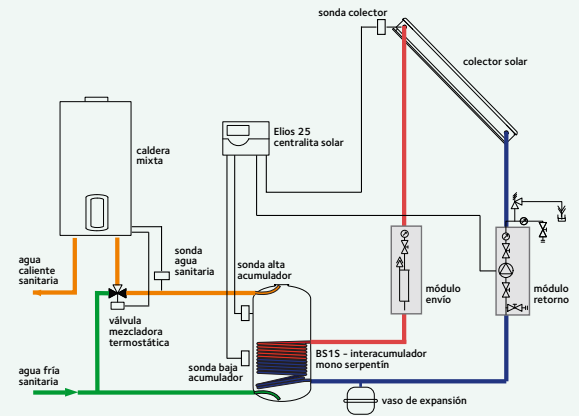 sonda colector
colector solar
Elios 25
centralita solar
caldera
mixta
agua
caliente
sanitaria
sonda
agua
sanitaria
sonda alta
acumulador
módulo
envío
módulo
retorno
válvula
mezcladora
termostática
sonda baja
acumulador
BS1S - interacumulador
mono serpentín
agua fría
sanitaria
vaso de expansión